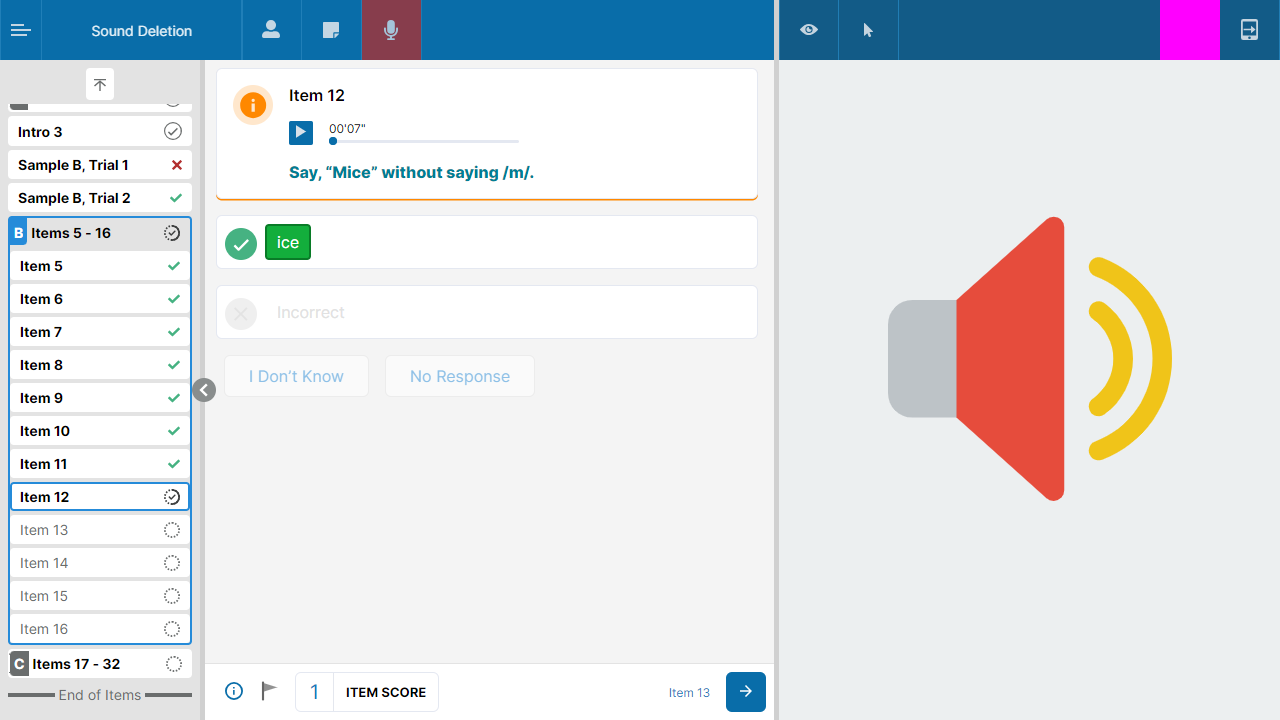 Sound Deletion
Intro 3
Sample B, Trial 1
Sample B, Trial 2
B Items 5 - 16
Item 5
Item 6
Item 7
Item 8
Item 9
Item 10
Item 11
Item 12
Item 13
Item 14
Item 15
Item 16
C Items 17 - 32
End of Items
Item 12
00'07"
Say, “Mice” without saying /m/.
ice
Incorrect
I Don’t Know
No Response
1 ITEM SCORE
Item 13